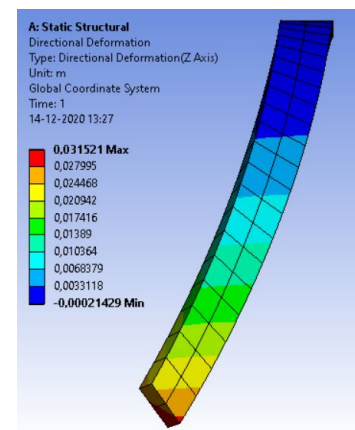 A: Static Structural
Directional Deformation
Type: Directional Deformation(Z Axis)
Unit: m
Global Coordinate System
Time: 1
14-12-2020 13:27
0,031521 Max
0,027995
0,024468
0,020942
0,017416
0,01389
0,010364
0,0068379
0,0033118
-0,00021429 Min